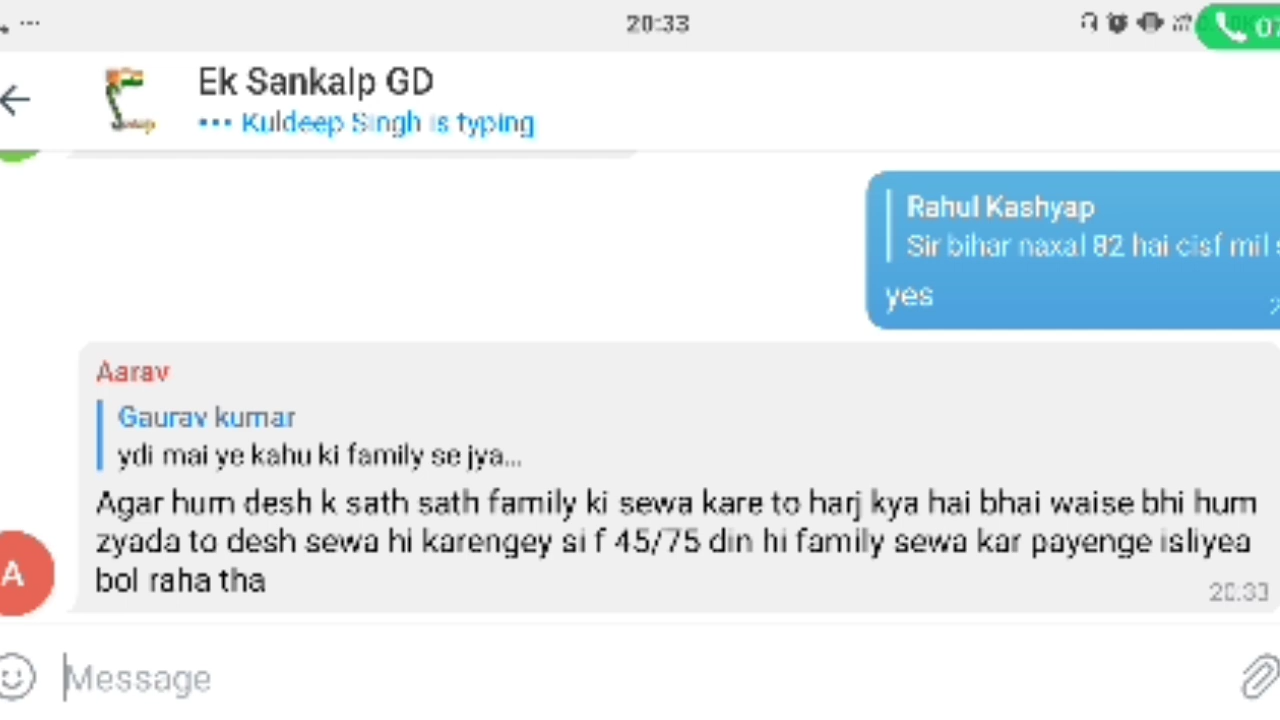 20:33
Ek Sankalp GD
••• Kuldeep Singh is typing
Rahul Kashyap
Sir bihar naxal 82 hai cisf mil
yes
Aarav
Gaurav kumar
ydi mai ye kahu ki family se jya...
Agar hum desh k sath sath family ki sewa kare to harj kya hai bhai waise bhi hum
zyada to desh sewa hi karengey si f 45/75 din hi family sewa kar payenge isliyea
bol raha tha
20:33
A
Message